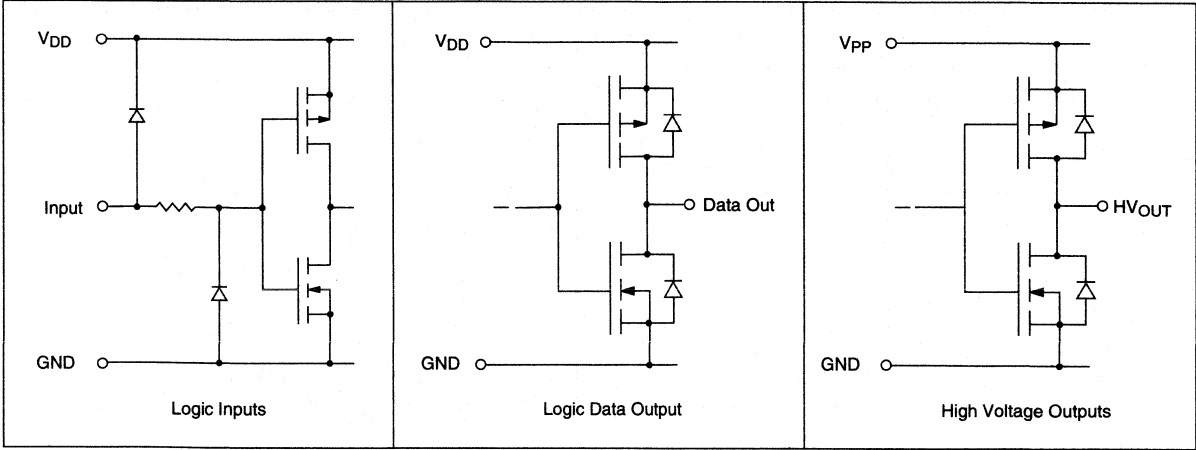 VDD
Input
GND
Logic Inputs
VDD
Data Out
GND
Logic Data Output
VPP
HVOUT
GND
High Voltage Outputs